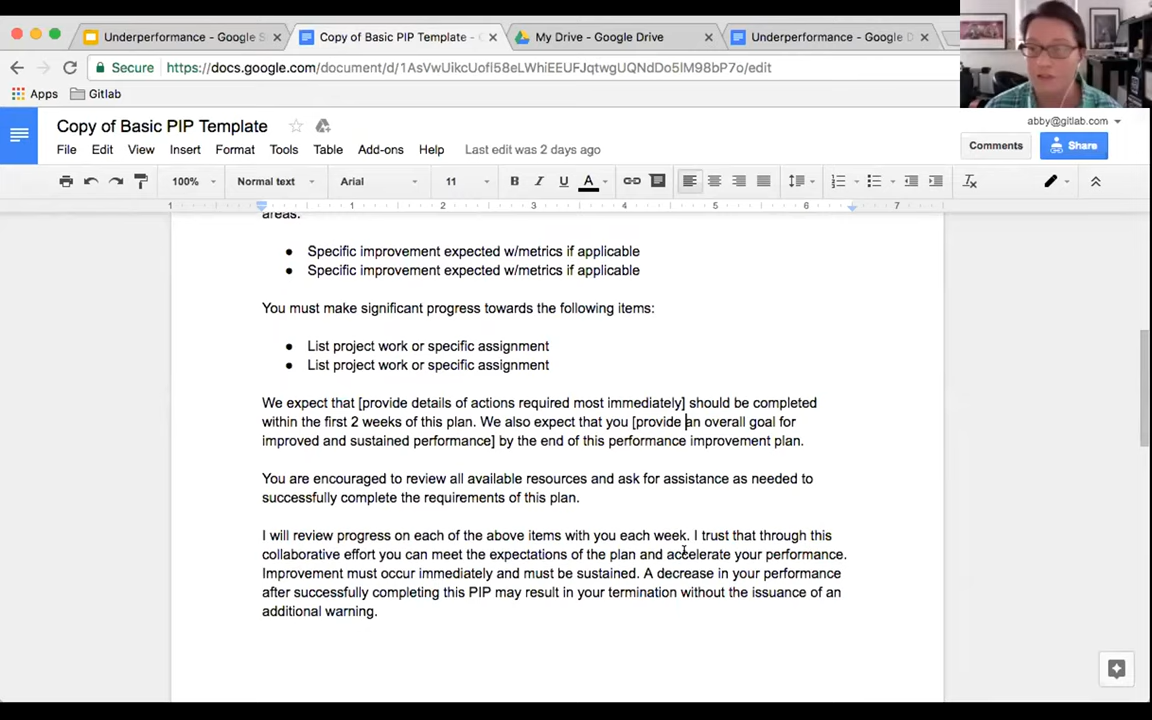 Underperformance - Google S
Copy of Basic PIP Template -
My Drive - Google Drive
Underperformance - Google D
Secure
https://docs.google.com/document/d/1AsVwUikcUofl58eLWhiEEUFJqtwgUQNdDo5lM98bP7o/edit
Apps
Gitlab
abby@gitlab.com
Copy of Basic PIP Template
File Edit View Insert Format Tools Table Add-ons Help Last edit was 2 days ago
Comments
Share
100% Normal text Arial 11 B I U A
1 1 2 3 4 5 6 7
areas.
● Specific improvement expected w/metrics if applicable
● Specific improvement expected w/metrics if applicable
You must make significant progress towards the following items:
● List project work or specific assignment
● List project work or specific assignment
We expect that [provide details of actions required most immediately] should be completed
within the first 2 weeks of this plan. We also expect that you [provide an overall goal for
improved and sustained performance] by the end of this performance improvement plan.
You are encouraged to review all available resources and ask for assistance as needed to
successfully complete the requirements of this plan.
I will review progress on each of the above items with you each week. I trust that through this
collaborative effort you can meet the expectations of the plan and accelerate your performance.
Improvement must occur immediately and must be sustained. A decrease in your performance
after successfully completing this PIP may result in your termination without the issuance of an
additional warning.